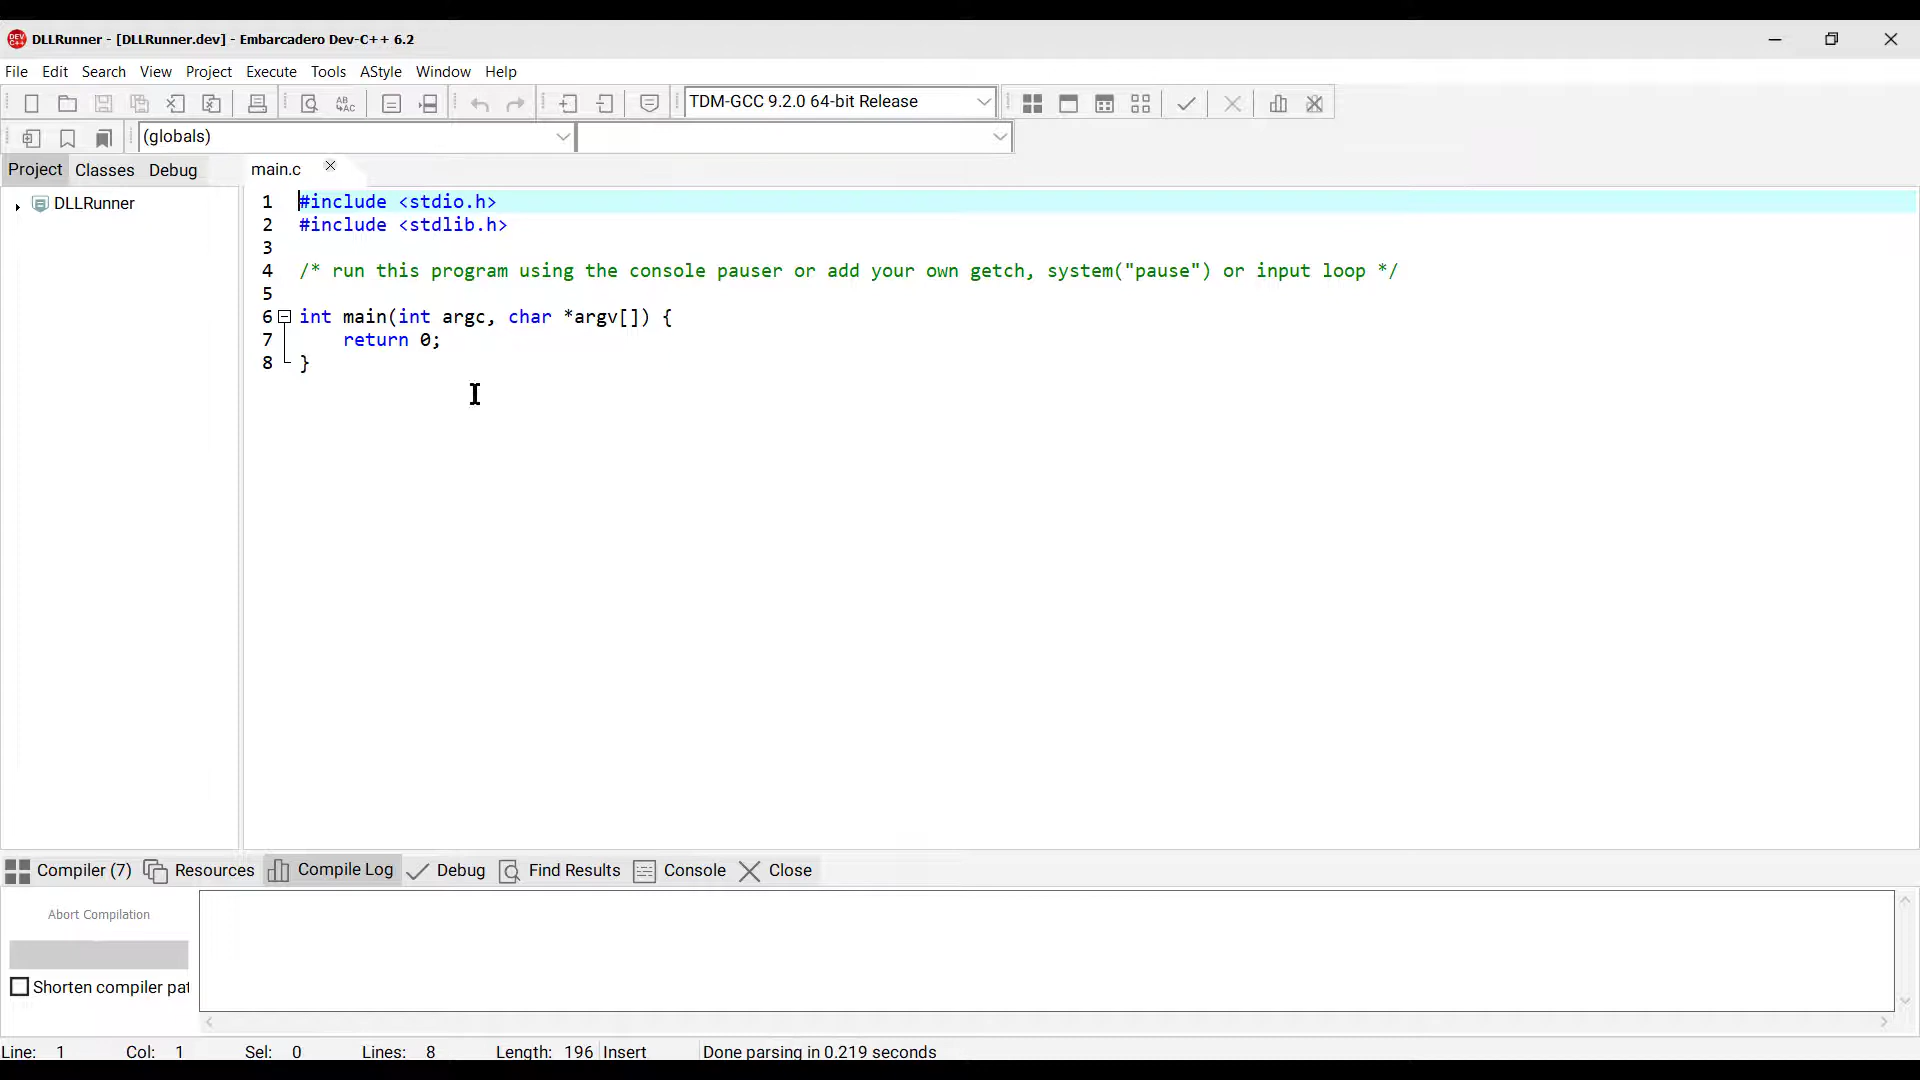 DLLRunner - [DLLRunner.dev] - Embarcadero Dev-C++ 6.2
File Edit Search View Project Execute Tools AStyle Window Help
TDM-GCC 9.2.0 64-bit Release
(globals)
Project Classes Debug main.c
DLLRunner
1 #include <stdio.h>
2 #include <stdlib.h>
3
4 /* run this program using the console pauser or add your own getch, system("pause") or input loop */
5
6 int main(int argc, char *argv[]) {
7 return 0;
8 }
Compiler (7) Resources Compile Log Debug Find Results Console Close
Abort Compilation
Shorten compiler pat
Line: 1 Col: 1 Sel: 0 Lines: 8 Length: 196 Insert Done parsing in 0.219 seconds